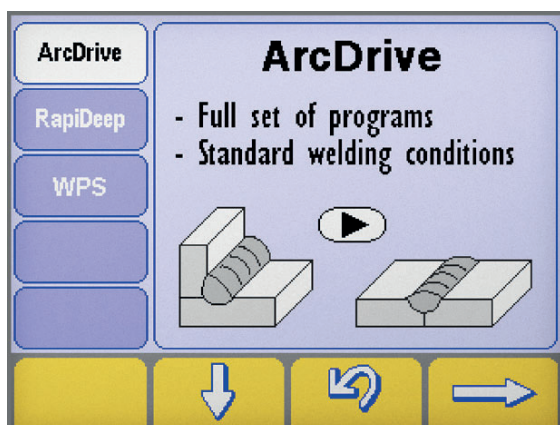 ArcDrive
RapiDeep
WPS
ArcDrive
- Full set of programs
- Standard welding conditions